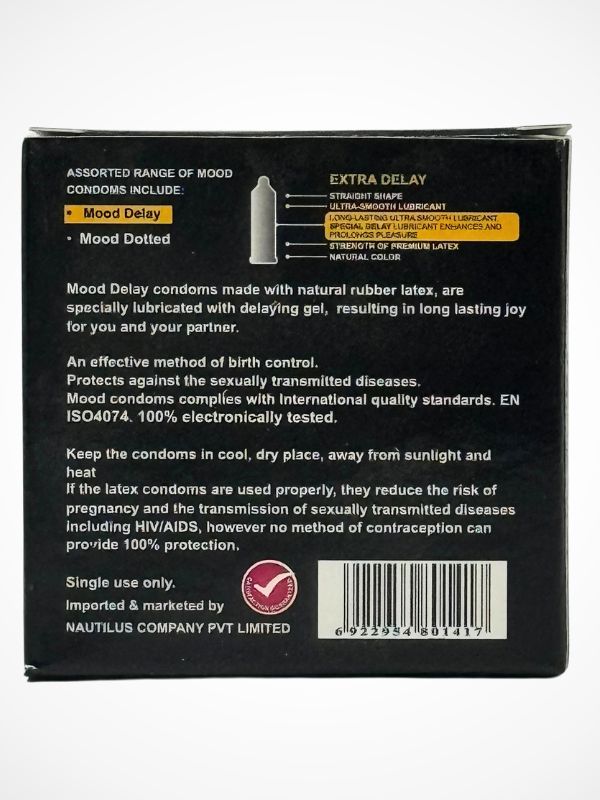 ASSORTED RANGE OF MOOD
CONDOMS INCLUDE:
• Mood Delay
• Mood Dotted
EXTRA DELAY
STRAIGHT SHAPE
ULTRA-SMOOTH LUBRICANT
LONG-LASTING ULTRA SMOOTH LUBRICANT
SPECIAL DELAY LUBRICANT ENHANCES AND
PROLONGS PLEASURE
STRENGTH OF PREMIUM LATEX
NATURAL COLOR
Mood Delay condoms made with natural rubber latex, are
specially lubricated with delaying gel, resulting in long lasting joy
for you and your partner.
An effective method of birth control.
Protects against the sexually transmitted diseases.
Mood condoms complies with International quality standards. EN
ISO4074. 100% electronically tested.
Keep the condoms in cool, dry place, away from sunlight and
heat
If the latex condoms are used properly, they reduce the risk of
pregnancy and the transmission of sexually transmitted diseases
including HIV/AIDS, however no method of contraception can
provide 100% protection.
Single use only.
Imported & marketed by
NAUTILUS COMPANY PVT LIMITED
SATISFACTION GUARANTEED
6 922954 801417